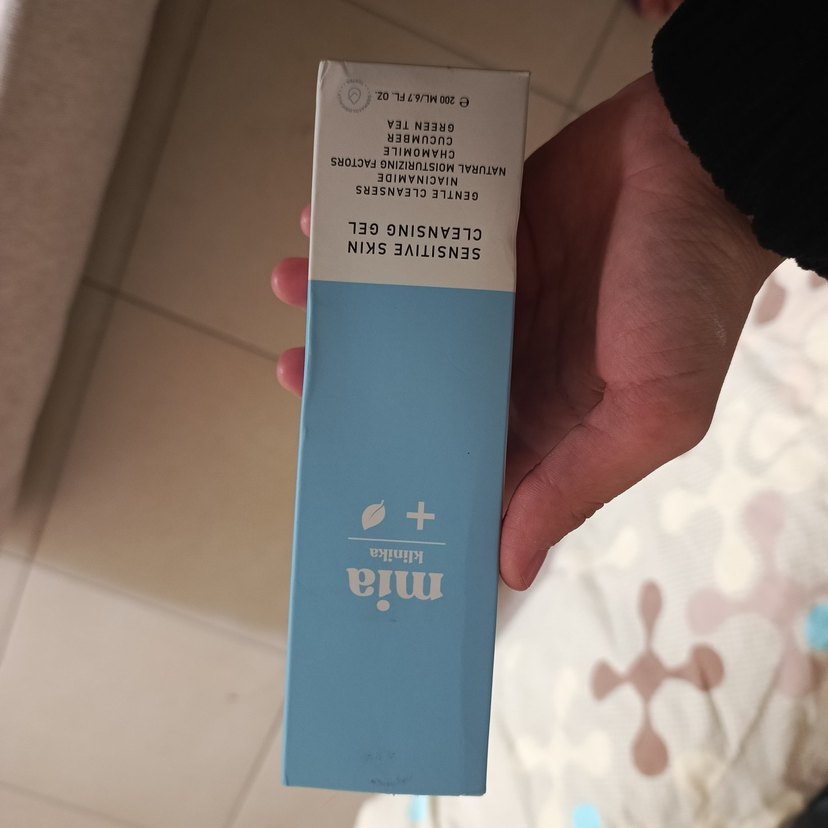 mia
klinika
SENSITIVE SKIN
CLEANSING GEL
GENTLE CLEANSERS
NIACINAMIDE
NATURAL MOISTURIZING FACTORS
CHAMOMILE
CUCUMBER
GREEN TEA
℮ 200 ML/6.7 FL. OZ.